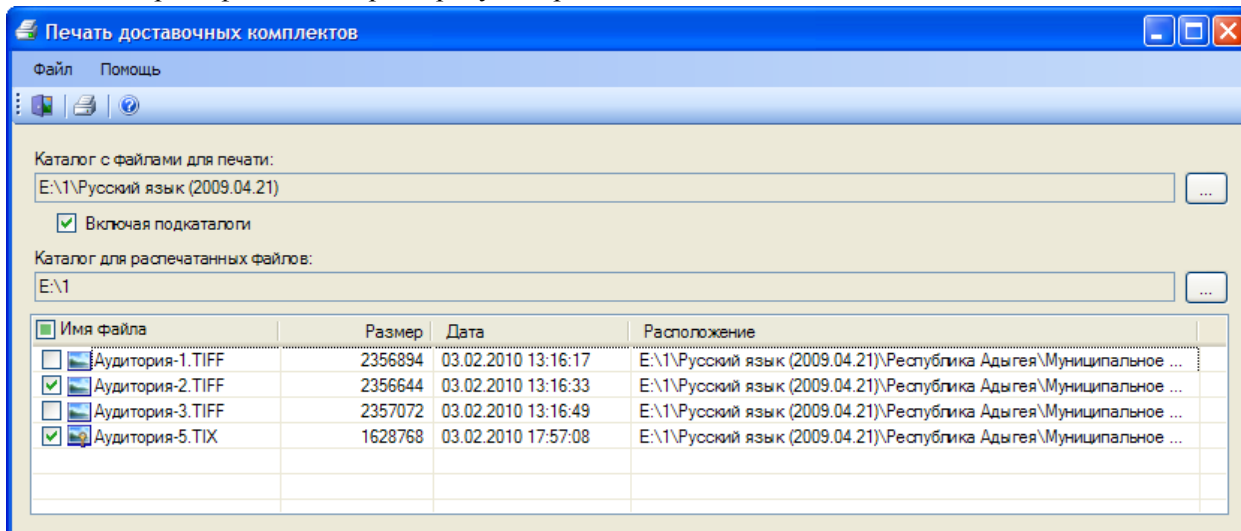 Печать доставочных комплектов
Файл Помощь
Каталог с файлами для печати:
E:\1\Русский язык (2009.04.21)
...
Включая подкаталоги
Каталог для распечатанных файлов:
E:\1
...
Имя файла Размер Дата Расположение
Аудитория-1.TIFF 2356894 03.02.2010 13:16:17 E:\1\Русский язык (2009.04.21)\Республика Адыгея\Муниципальное ...
Аудитория-2.TIFF 2356644 03.02.2010 13:16:33 E:\1\Русский язык (2009.04.21)\Республика Адыгея\Муниципальное ...
Аудитория-3.TIFF 2357072 03.02.2010 13:16:49 E:\1\Русский язык (2009.04.21)\Республика Адыгея\Муниципальное ...
Аудитория-5.TIX 1628768 03.02.2010 17:57:08 E:\1\Русский язык (2009.04.21)\Республика Адыгея\Муниципальное ...